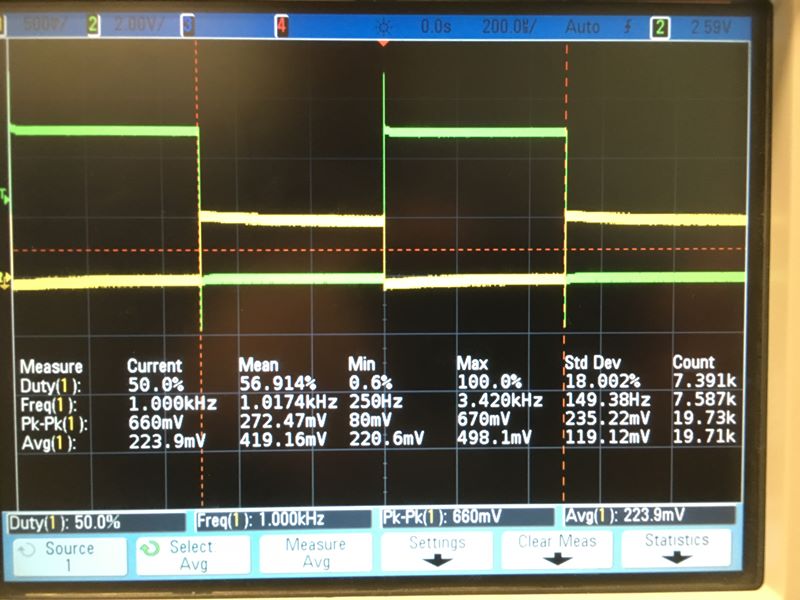 500▽/ 2 2.00V/ 3 4 0.0s 200.0▽/ Auto 2 2.59V
Measure Current Mean Min Max Std Dev Count
Duty(1): 50.0% 56.914% 0.6% 100.0% 18.002% 7.391k
Freq(1): 1.000kHz 1.0174kHz 250Hz 3.420kHz 149.38Hz 7.587k
Pk-Pk(1): 660mV 272.47mV 80mV 670mV 235.22mV 19.73k
Avg(1): 223.9mV 419.16mV 220.6mV 498.1mV 119.12mV 19.71k
Duty(1): 50.0% Freq(1): 1.000kHz Pk-Pk(1): 660mV Avg(1): 223.9mV
Source Select Measure Settings Clear Meas Statistics
1 Avg Avg